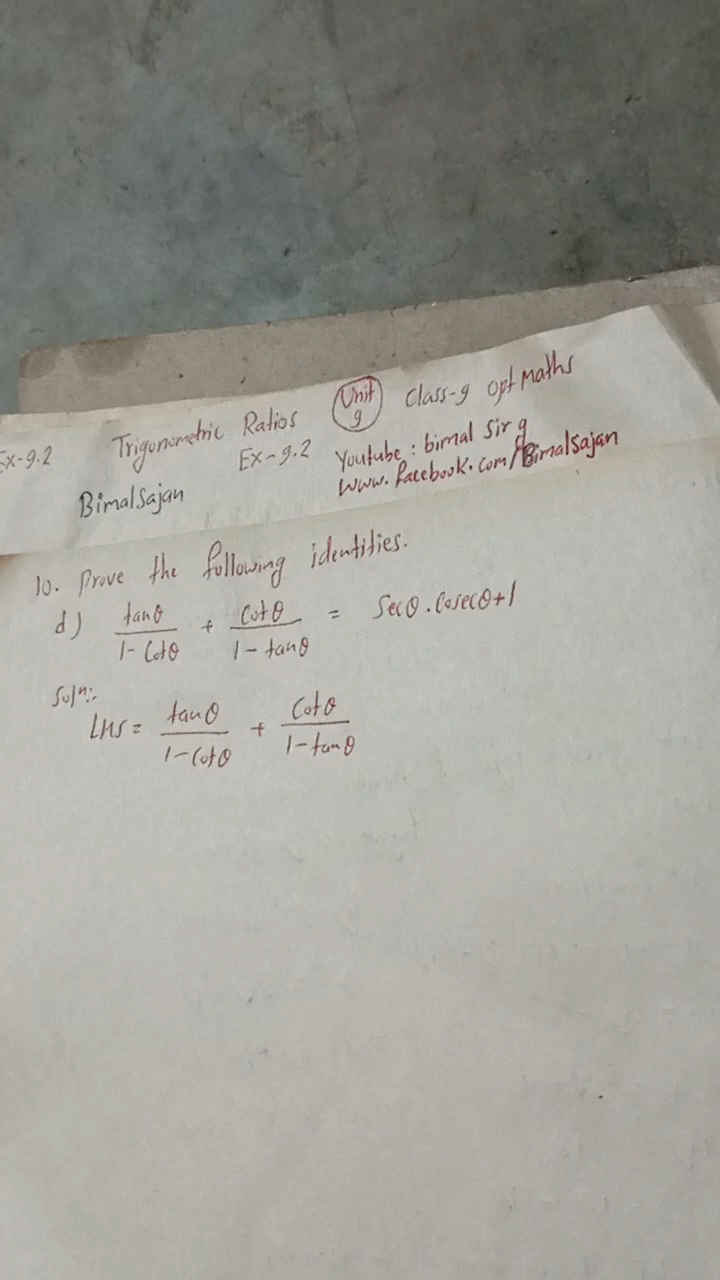 Ex-9.2 Trigonometric Ratios Unit 9 Class-9 opt Maths
BimalSajan Ex-9.2 Youtube : bimal Sir g
www.facebook.com/BimalSajan
10. Prove the following identities.
d) tanθ/1-Cotθ + Cotθ/1-tanθ = Secθ.Cosecθ+1
Soln:
LHS = tanθ/1-Cotθ + Cotθ/1-tanθ